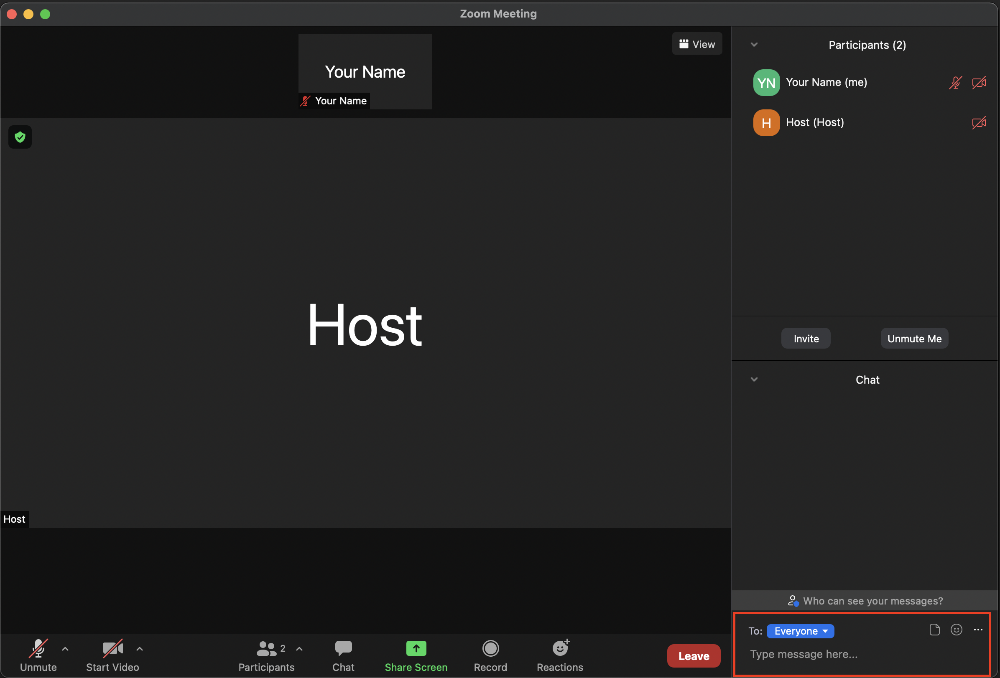 Zoom Meeting
Your Name
Your Name
View
Host
Host
Participants (2)
YN Your Name (me)
H Host (Host)
Invite Unmute Me
Chat
Who can see your messages?
To: Everyone
Type message here...
Unmute
Start Video
2
Participants
Chat
Share Screen
Record
Reactions
Leave